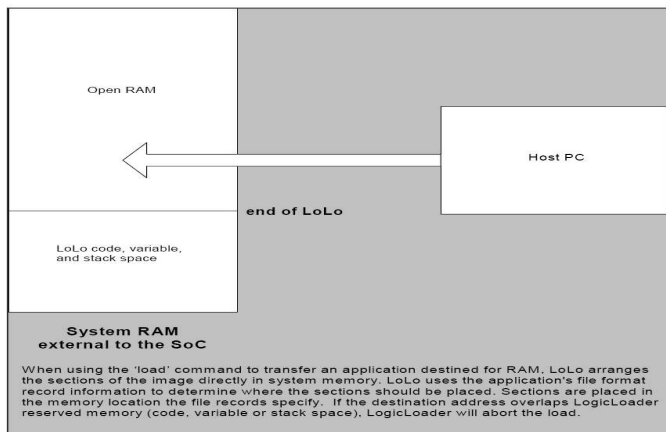 Open RAM
Host PC
end of LoLo
LoLo code, variable,
and stack space
System RAM
external to the SoC
When using the 'load' command to transfer an application destined for RAM, LoLo arranges
the sections of the image directly in system memory. LoLo uses the application's file format
record information to determine where the sections should be placed. Sections are placed in
the memory location the file records specify. If the destination address overlaps LogicLoader
reserved memory (code, variable or stack space), LogicLoader will abort the load.